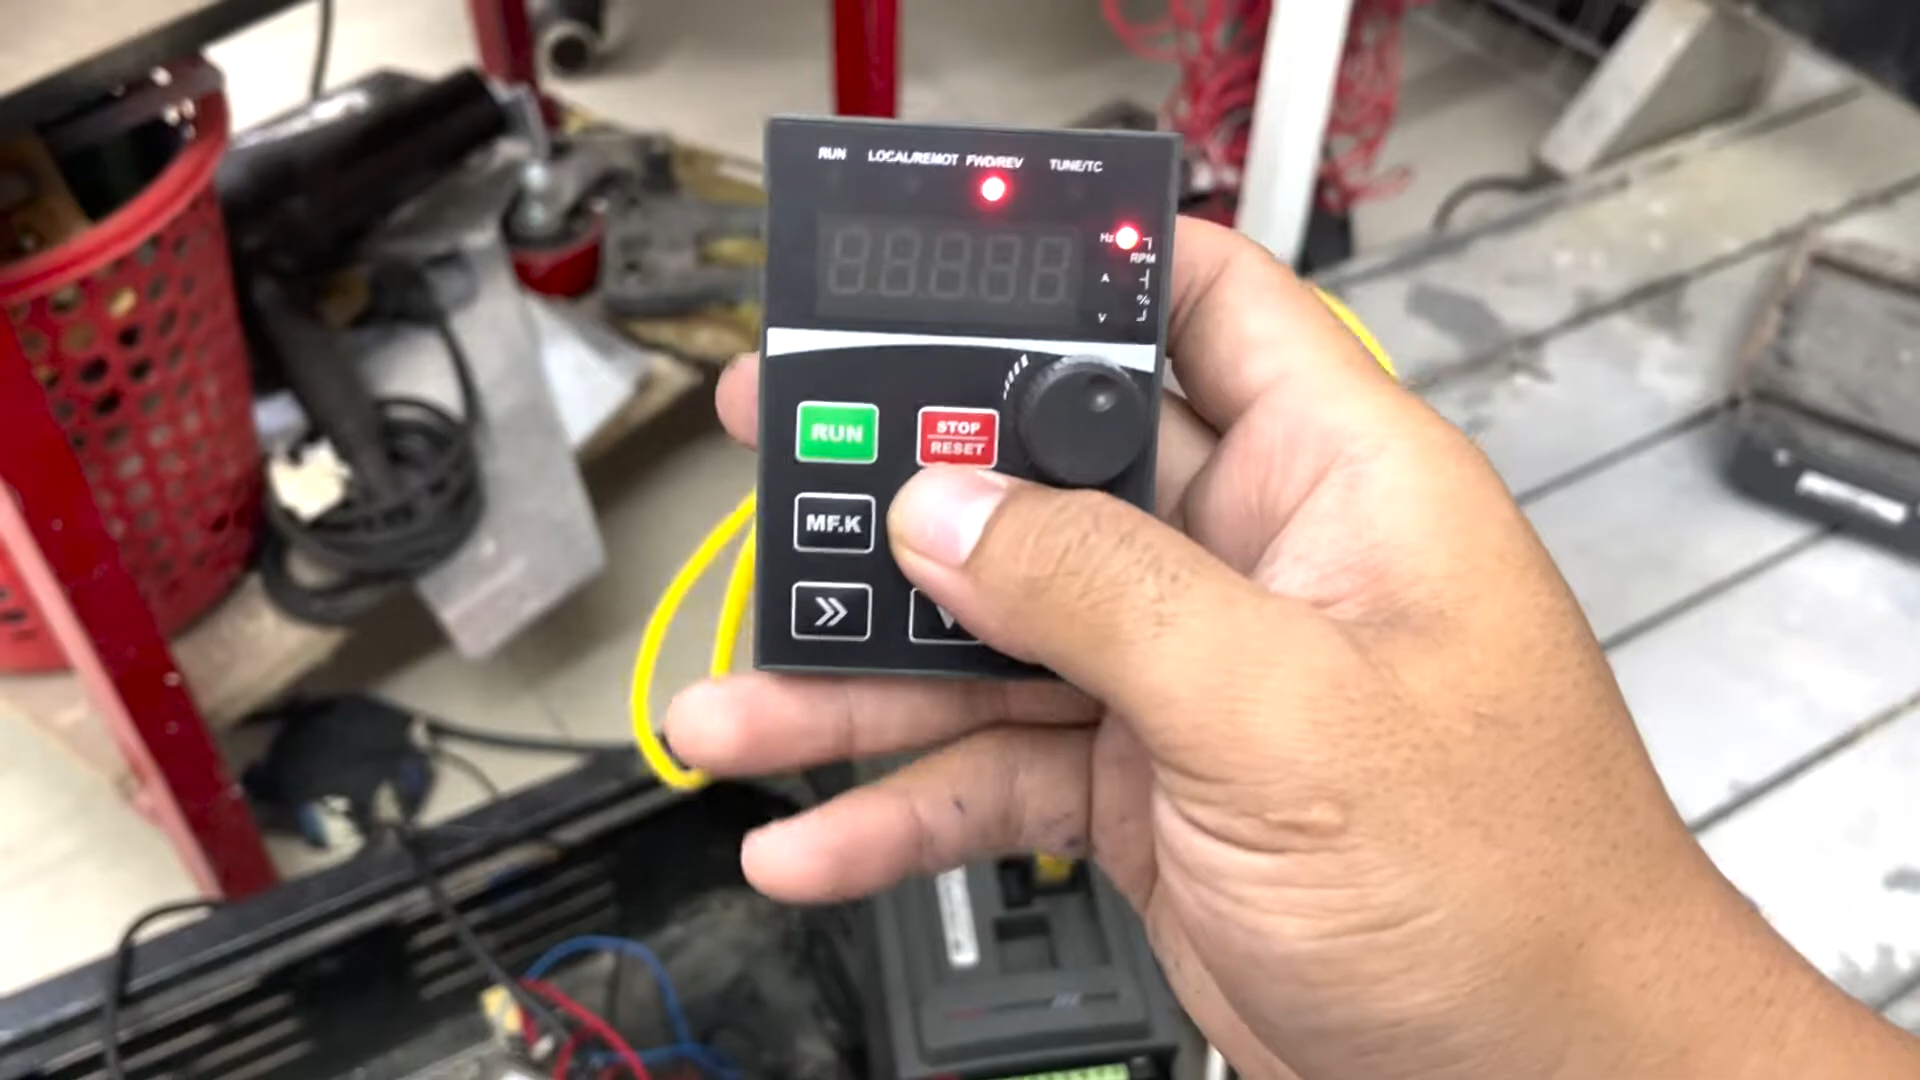 RUN LOCAL/REMOT FWD/REV TUNE/TC
Hz
RPM
A
%
V
RUN
STOP
RESET
MF.K